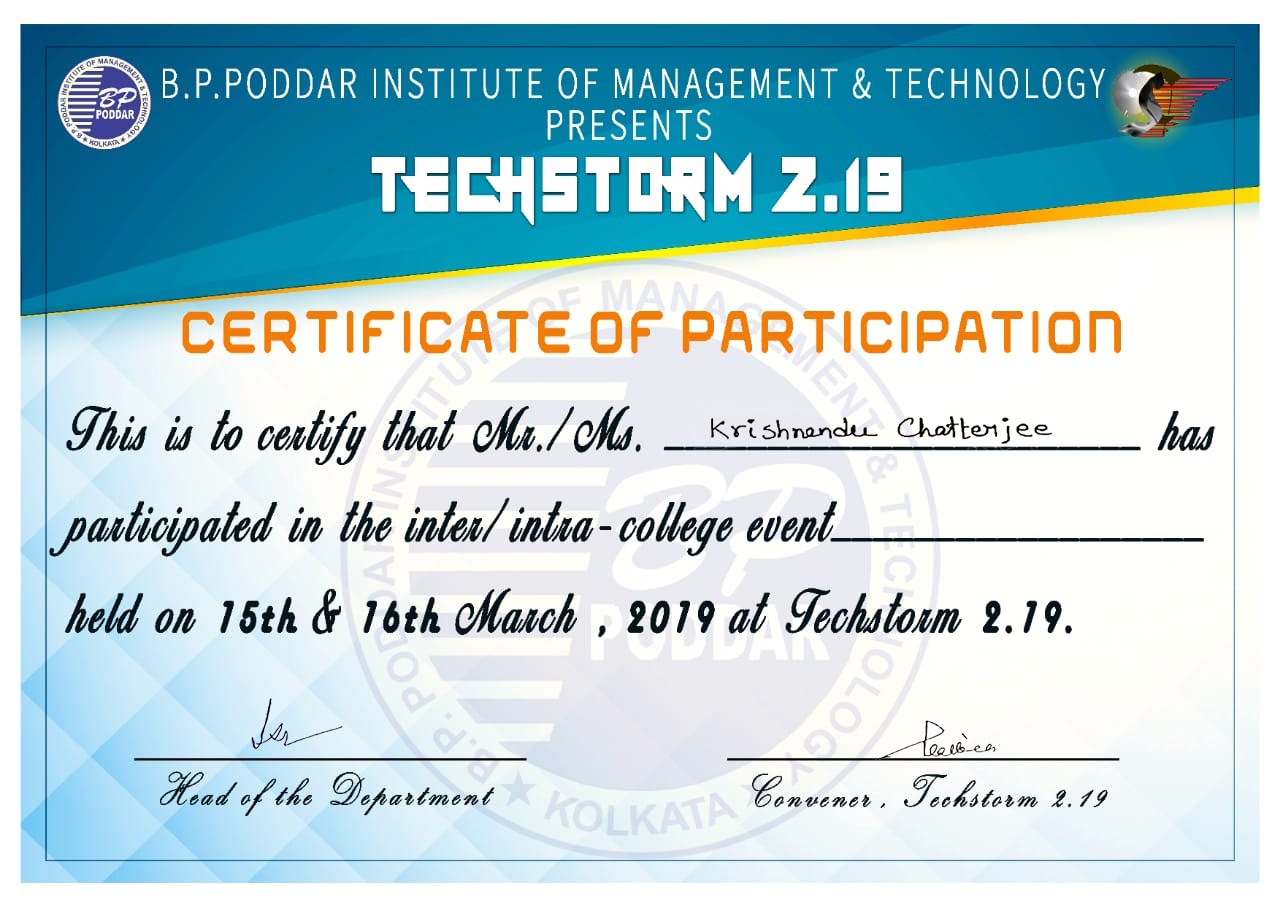 B.P.PODDAR INSTITUTE OF MANAGEMENT & TECHNOLOGY
PRESENTS
TECHSTORM 2.19
B.P. PODDAR INSTITUTE OF MANAGEMENT & TECHNOLOGY
BP
PODDAR
★ KOLKATA ★
CERTIFICATE OF PARTICIPATION
This is to certify that Mr./Ms. Krishnendu Chatterjee has
participated in the inter/intra-college event
held on 15th & 16th March , 2019 at Techstorm 2.19.
Head of the Department
Convener , Techstorm 2.19
B.P. PODDAR INSTITUTE OF MANAGEMENT & TECHNOLOGY
BP
PODDAR
★ KOLKATA ★